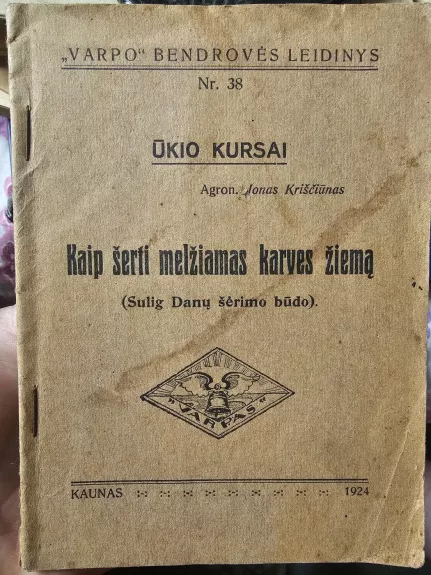 „VARPO“ BENDROVĖS LEIDINYS
Nr. 38
ŪKIO KURSAI
Agron. Jonas Kriščiūnas
Kaip šerti melžiamas karves žiemą
(Sulig Danų šėrimo būdo).
"VARPAS"
KAUNAS :-: :-: :-: :-: :-: :-: :-: :-: :-: 1924